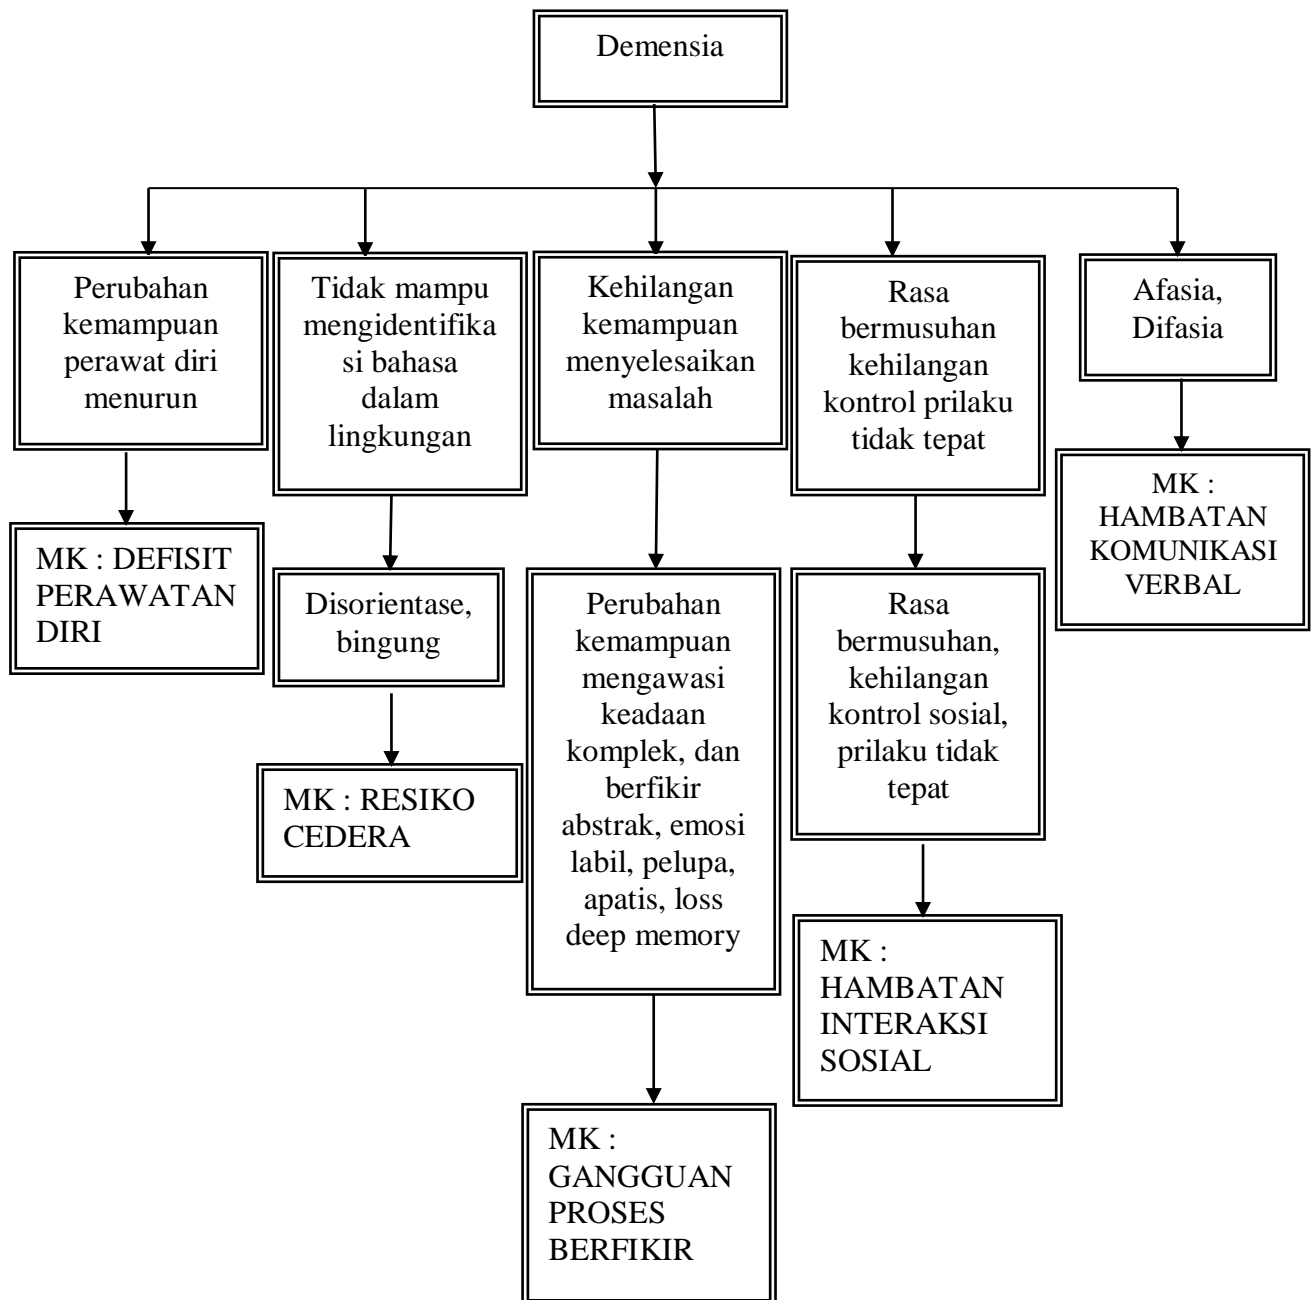 Demensia
Perubahan
kemampuan
perawat diri
menurun
Tidak mampu
mengidentifika
si bahasa
dalam
lingkungan
Kehilangan
kemampuan
menyelesaikan
masalah
Rasa
bermusuhan
kehilangan
kontrol prilaku
tidak tepat
Afasia,
Difasia
MK : DEFISIT
PERAWATAN
DIRI
Disorientase,
bingung
Perubahan
kemampuan
mengawasi
keadaan
komplek, dan
berfikir
abstrak, emosi
labil, pelupa,
apatis, loss
deep memory
Rasa
bermusuhan,
kehilangan
kontrol sosial,
prilaku tidak
tepat
MK :
HAMBATAN
KOMUNIKASI
VERBAL
MK : RESIKO
CEDERA
MK :
HAMBATAN
INTERAKSI
SOSIAL
MK :
GANGGUAN
PROSES
BERFIKIR